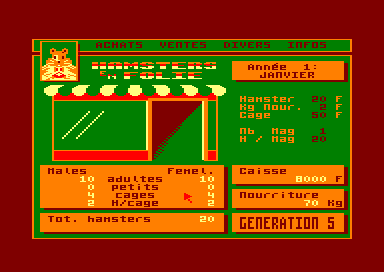 ACHATS VENTES DIVERS INFOS
HAMSTERS
EN
FOLIE
Année 1:
JANVIER
Hamster 20 F
Kg Nour. 2 F
Cage 50 F
Nb Mag 1
H / Mag 20
Males Femel.
10 adultes 10
0 petits 0
4 cages 4
2 H/cage 2
Tot. hamsters 20
Caisse
8000 F
Nourriture
70 Kg
GENERATION 5